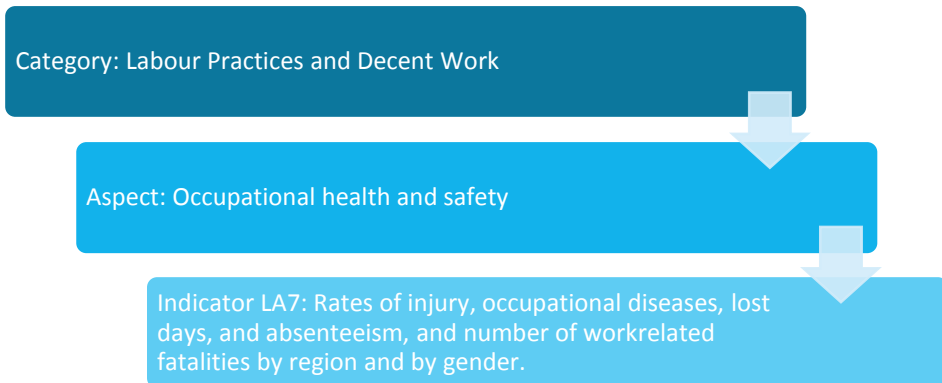 Category: Labour Practices and Decent Work
Aspect: Occupational health and safety
Indicator LA7: Rates of injury, occupational diseases, lost
days, and absenteeism, and number of workrelated
fatalities by region and by gender.